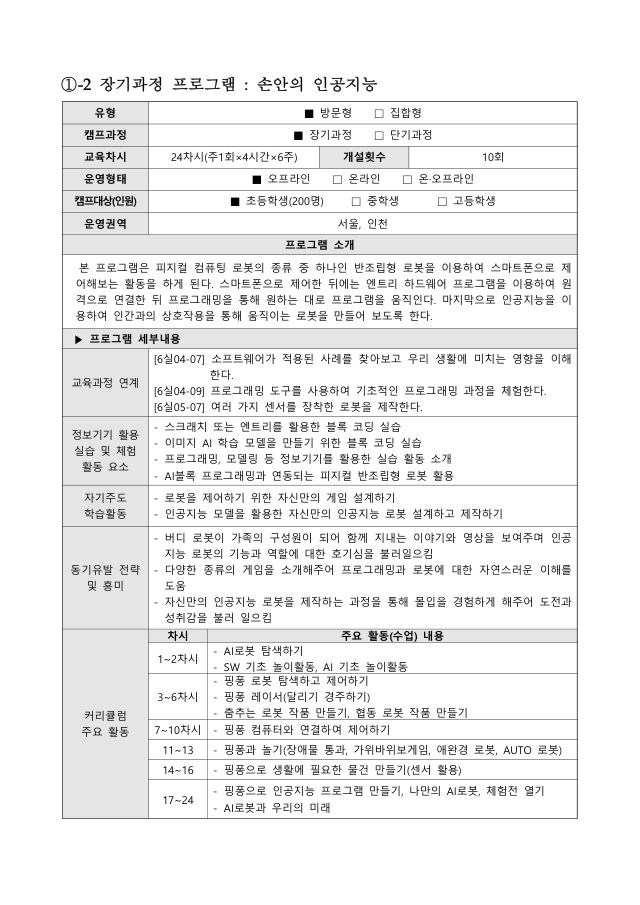 ①-2 장기과정 프로그램 : 손안의 인공지능
유형 ■ 방문형 □ 집합형
캠프과정 ■ 장기과정 □ 단기과정
교육차시 24차시(주1회×4시간×6주) 개설횟수 10회
운영형태 ■ 오프라인 □ 온라인 □ 온·오프라인
캠프대상(인원) ■ 초등학생(200명) □ 중학생 □ 고등학생
운영권역 서울, 인천
프로그램 소개
본 프로그램은 피지컬 컴퓨팅 로봇의 종류 중 하나인 반조립형 로봇을 이용하여 스마트폰으로 제
어해보는 활동을 하게 된다. 스마트폰으로 제어한 뒤에는 엔트리 하드웨어 프로그램을 이용하여 원
격으로 연결한 뒤 프로그래밍을 통해 원하는 대로 프로그램을 움직인다. 마지막으로 인공지능을 이
용하여 인간과의 상호작용을 통해 움직이는 로봇을 만들어 보도록 한다.
▶ 프로그램 세부내용
교육과정 연계
[6실04-07] 소프트웨어가 적용된 사례를 찾아보고 우리 생활에 미치는 영향을 이해
한다.
[6실04-09] 프로그래밍 도구를 사용하여 기초적인 프로그래밍 과정을 체험한다.
[6실05-07] 여러 가지 센서를 장착한 로봇을 제작한다.
정보기기 활용
실습 및 체험
활동 요소
- 스크래치 또는 엔트리를 활용한 블록 코딩 실습
- 이미지 AI 학습 모델을 만들기 위한 블록 코딩 실습
- 프로그래밍, 모델링 등 정보기기를 활용한 실습 활동 소개
- AI블록 프로그래밍과 연동되는 피지컬 반조립형 로봇 활용
자기주도
학습활동
- 로봇을 제어하기 위한 자신만의 게임 설계하기
- 인공지능 모델을 활용한 자신만의 인공지능 로봇 설계하고 제작하기
동기유발 전략
및 흥미
- 버디 로봇이 가족의 구성원이 되어 함께 지내는 이야기와 영상을 보여주며 인공
지능 로봇의 기능과 역할에 대한 호기심을 불러일으킴
- 다양한 종류의 게임을 소개해주어 프로그래밍과 로봇에 대한 자연스러운 이해를
도움
- 자신만의 인공지능 로봇을 제작하는 과정을 통해 몰입을 경험하게 해주어 도전과
성취감을 불러 일으킴
커리큘럼
주요 활동
차시 주요 활동(수업) 내용
1~2차시
- AI로봇 탐색하기
- SW 기초 놀이활동, AI 기초 놀이활동
3~6차시
- 핑퐁 로봇 탐색하고 제어하기
- 핑퐁 레이서(달리기 경주하기)
- 춤추는 로봇 작품 만들기, 협동 로봇 작품 만들기
7~10차시 - 핑퐁 컴퓨터와 연결하여 제어하기
11~13 - 핑퐁과 놀기(장애물 통과, 가위바위보게임, 애완경 로봇, AUTO 로봇)
14~16 - 핑퐁으로 생활에 필요한 물건 만들기(센서 활용)
17~24
- 핑퐁으로 인공지능 프로그램 만들기, 나만의 AI로봇, 체험전 열기
- AI로봇과 우리의 미래